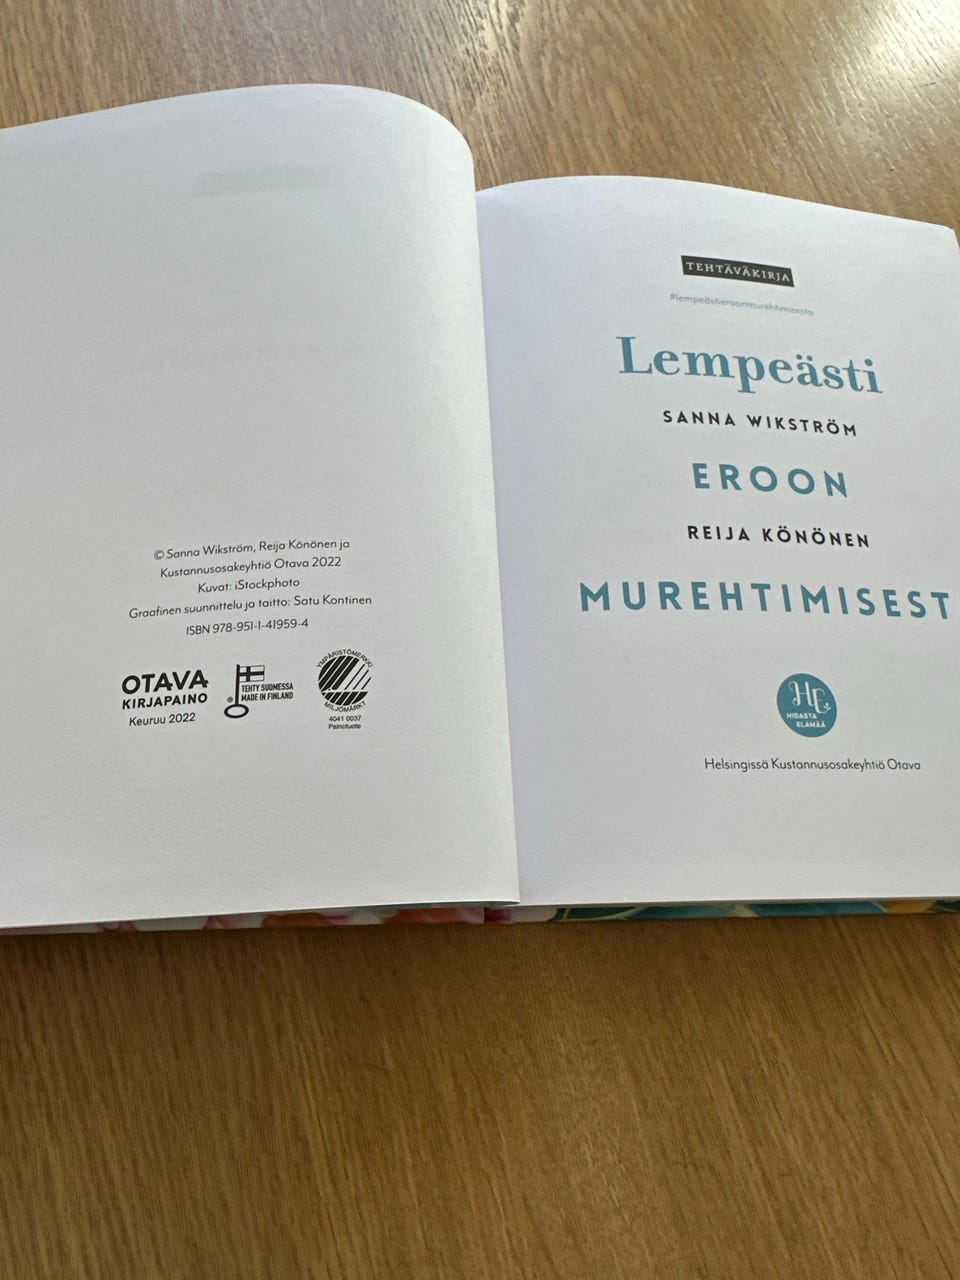 © Sanna Wikström, Reija Könönen ja
Kustannusosakeyhtiö Otava 2022
Kuvat: iStockphoto
Graafinen suunnittelu ja taitto: Satu Kontinen
ISBN 978-951-1-41959-4
OTAVA
KIRJAPAINO
Keuruu 2022
®
TEHTY SUOMESSA
MADE IN FINLAND
YMPÄRISTÖMERKKI
MILJÖMÄRKT
4041 0037
Painotuote
TEHTÄVÄKIRJA
#lempeästieroonmurehtimisesta
Lempeästi
SANNA WIKSTRÖM
EROON
REIJA KÖNÖNEN
MUREHTIMISEST
HE
HIDASTA
ELÄMÄÄ
Helsingissä Kustannusosakeyhtiö Otava